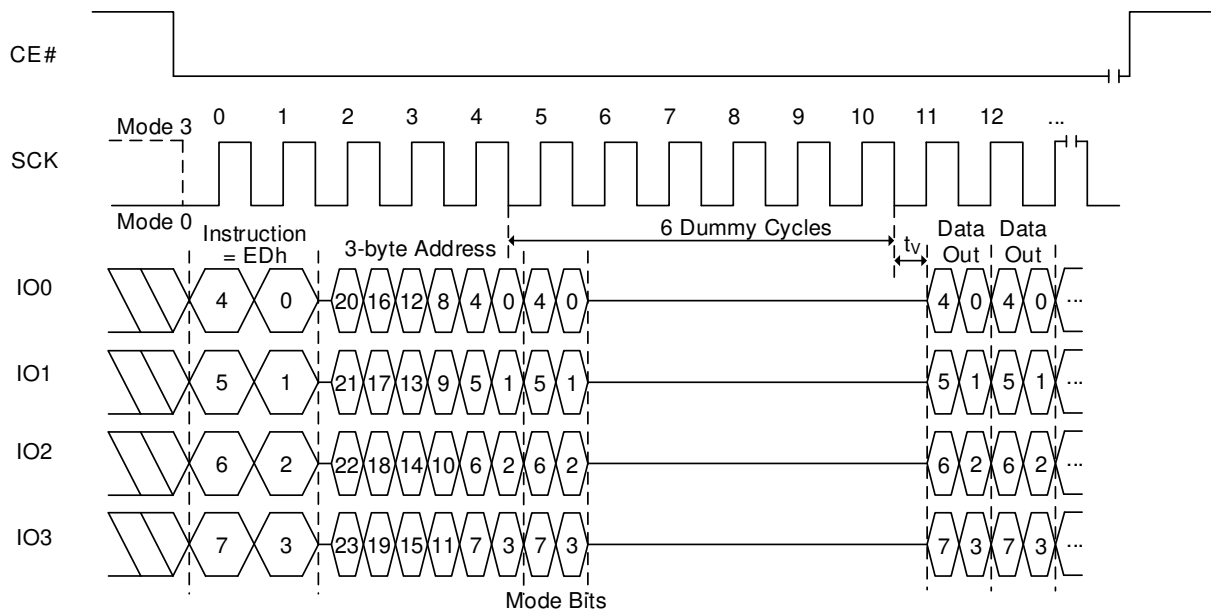 CE#
0 1 2 3 4 5 6 7 8 9 10 11 12 ...
Mode 3
SCK
Mode 0
Instruction
= EDh
3-byte Address
6 Dummy Cycles
tV
Data
Out
Data
Out
IO0 4 0 20 16 12 8 4 0 4 0 4 0 4 0 ...
IO1 5 1 21 17 13 9 5 1 5 1 5 1 5 1 ...
IO2 6 2 22 18 14 10 6 2 6 2 6 2 6 2 ...
IO3 7 3 23 19 15 11 7 3 7 3 7 3 7 3 ...
Mode Bits